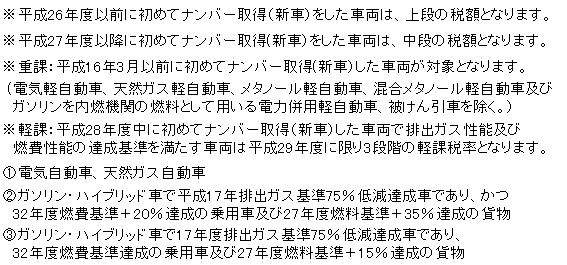 ※平成26年度以前に初めてナンバー取得(新車)をした車両は、上段の税額となります。
※平成27年度以降に初めてナンバー取得(新車)をした車両は、中段の税額となります。
※重課：平成16年3月以前に初めてナンバー取得(新車)した車両が対象となります。
(電気軽自動車、天然ガス軽自動車、メタノール軽自動車、混合メタノール軽自動車及び
ガソリンを内燃機関の燃料として用いる電力併用軽自動車、被けん引車を除く。)
※軽課：平成28年度中に初めてナンバー取得(新車)した車両で排出ガス性能及び
燃費性能の達成基準を満たす車両は平成29年度に限り3段階の軽課税率となります。
①電気自動車、天然ガス自動車
②ガソリン・ハイブリッド車で平成17年排出ガス基準75％低減達成車であり、かつ
32年度燃費基準＋20％達成の乗用車及び27年度燃料基準＋35％達成の貨物
③ガソリン・ハイブリッド車で17年度排出ガス基準75％低減達成車であり、
32年度燃費基準達成の乗用車及び27年度燃料基準＋15％達成の貨物